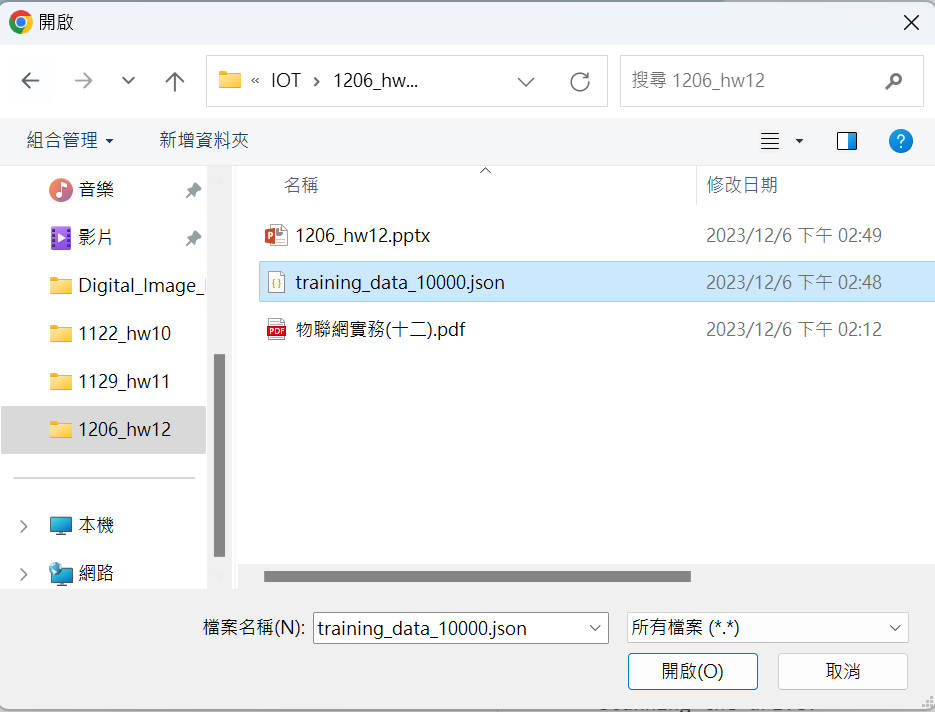 開啟
« IOT › 1206_hw...
搜尋 1206_hw12
組合管理 新增資料夾
?
名稱 修改日期
音樂
影片
Digital_Image_
1122_hw10
1129_hw11
1206_hw12
本機
網路
1206_hw12.pptx 2023/12/6 下午 02:49
training_data_10000.json 2023/12/6 下午 02:48
物聯網實務(十二).pdf 2023/12/6 下午 02:12
檔案名稱(N): training_data_10000.json 所有檔案 (*.*)
開啟(O) 取消